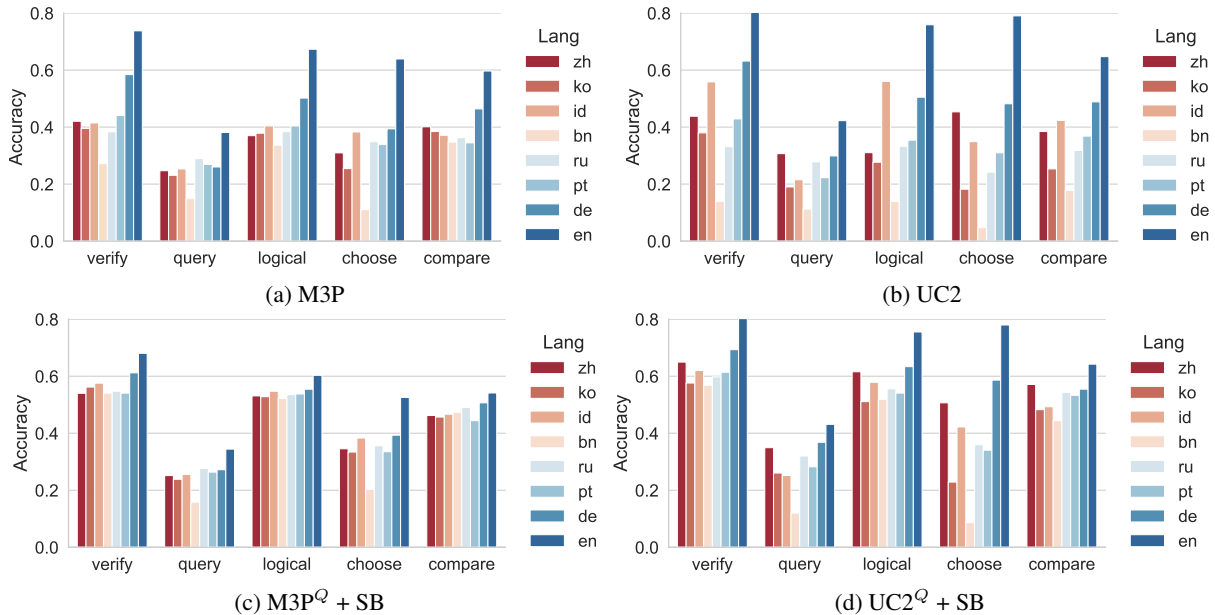 0.8
0.6
0.4
0.2
0.0
Accuracy
verify query logical choose compare
Lang
zh
ko
id
bn
ru
pt
de
en
(a) M3P
0.8
0.6
0.4
0.2
0.0
Accuracy
verify query logical choose compare
Lang
zh
ko
id
bn
ru
pt
de
en
(b) UC2
0.8
0.6
0.4
0.2
0.0
Accuracy
verify query logical choose compare
Lang
zh
ko
id
bn
ru
pt
de
en
(c) M3P^Q + SB
0.8
0.6
0.4
0.2
0.0
Accuracy
verify query logical choose compare
Lang
zh
ko
id
bn
ru
pt
de
en
(d) UC2^Q + SB